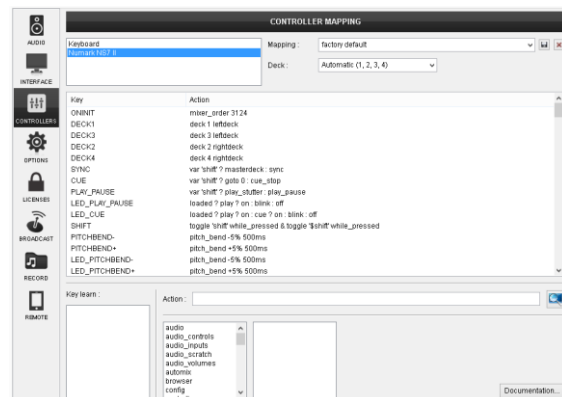 CONTROLLER MAPPING
AUDIO
INTERFACE
CONTROLLERS
OPTIONS
LICENSES
BROADCAST
RECORD
REMOTE
Keyboard
Numark NS7 II
Mapping : factory default
Deck : Automatic (1, 2, 3, 4)
Key Action
ONINIT mixer_order 3124
DECK1 deck 1 leftdeck
DECK3 deck 3 leftdeck
DECK2 deck 2 rightdeck
DECK4 deck 4 rightdeck
SYNC var 'shift' ? masterdeck : sync
CUE var 'shift' ? goto 0 : cue_stop
PLAY_PAUSE var 'shift' ? play_stutter : play_pause
LED_PLAY_PAUSE loaded ? play ? on : blink : off
LED_CUE loaded ? play ? on : cue ? on : blink : off
SHIFT toggle 'shift' while_pressed & toggle '$shift' while_pressed
PITCHBEND- pitch_bend -5% 500ms
PITCHBEND+ pitch_bend +5% 500ms
LED_PITCHBEND- pitch_bend -5% 500ms
LED_PITCHBEND+ pitch_bend +5% 500ms
Key learn :
Action :
audio
audio_controls
audio_inputs
audio_scratch
audio_volumes
automix
browser
config
Documentation...